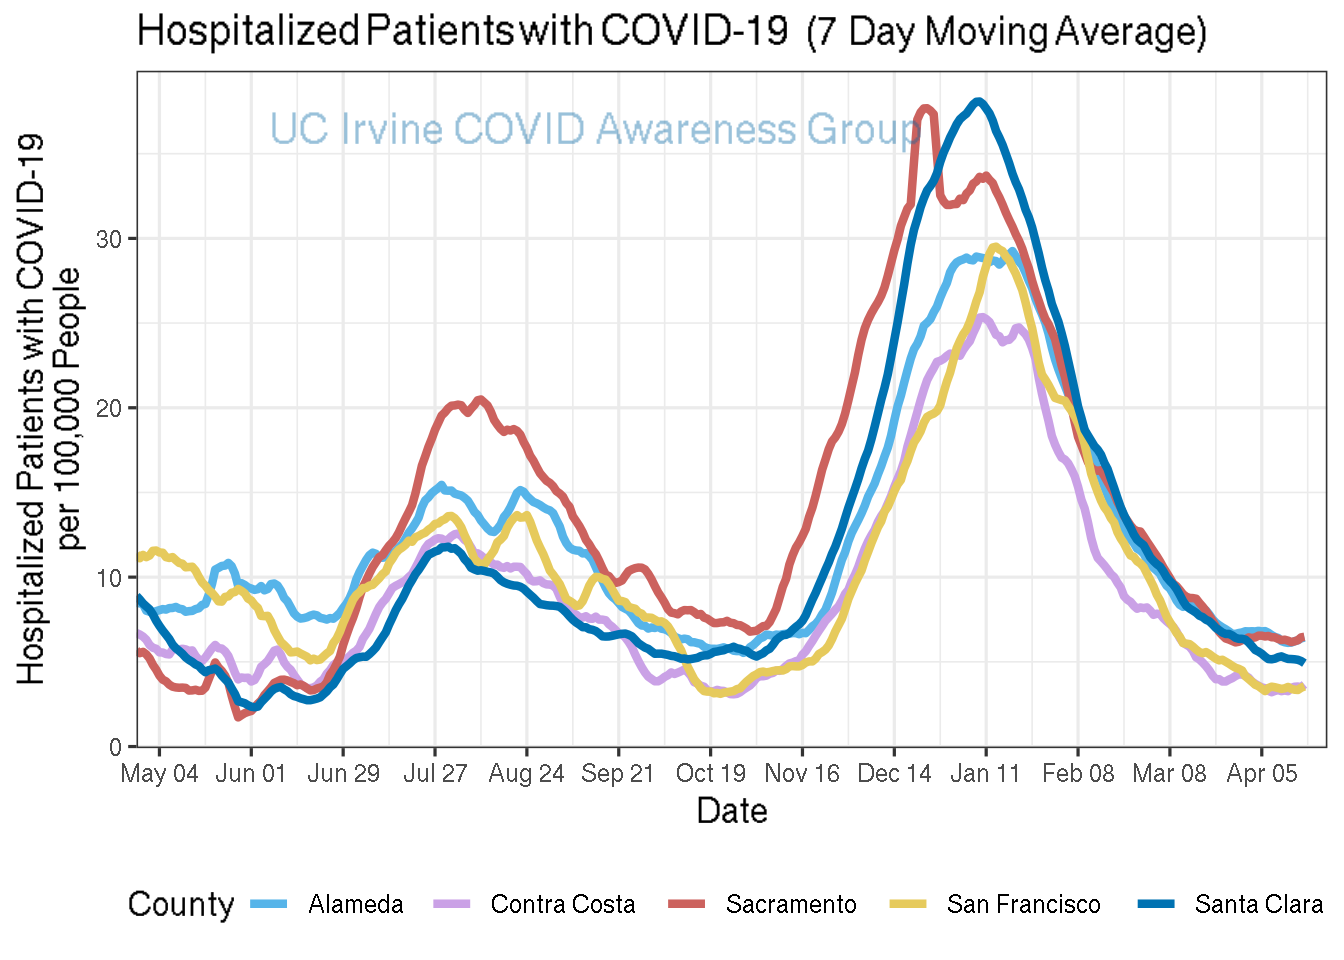 Hospitalized Patients with COVID-19 (7 Day Moving Average)
UC Irvine COVID Awareness Group
Hospitalized Patients with COVID-19
per 100,000 People
30
20
10
0
May 04 Jun 01 Jun 29 Jul 27 Aug 24 Sep 21 Oct 19 Nov 16 Dec 14 Jan 11 Feb 08 Mar 08 Apr 05
Date
County Alameda Contra Costa Sacramento San Francisco Santa Clara